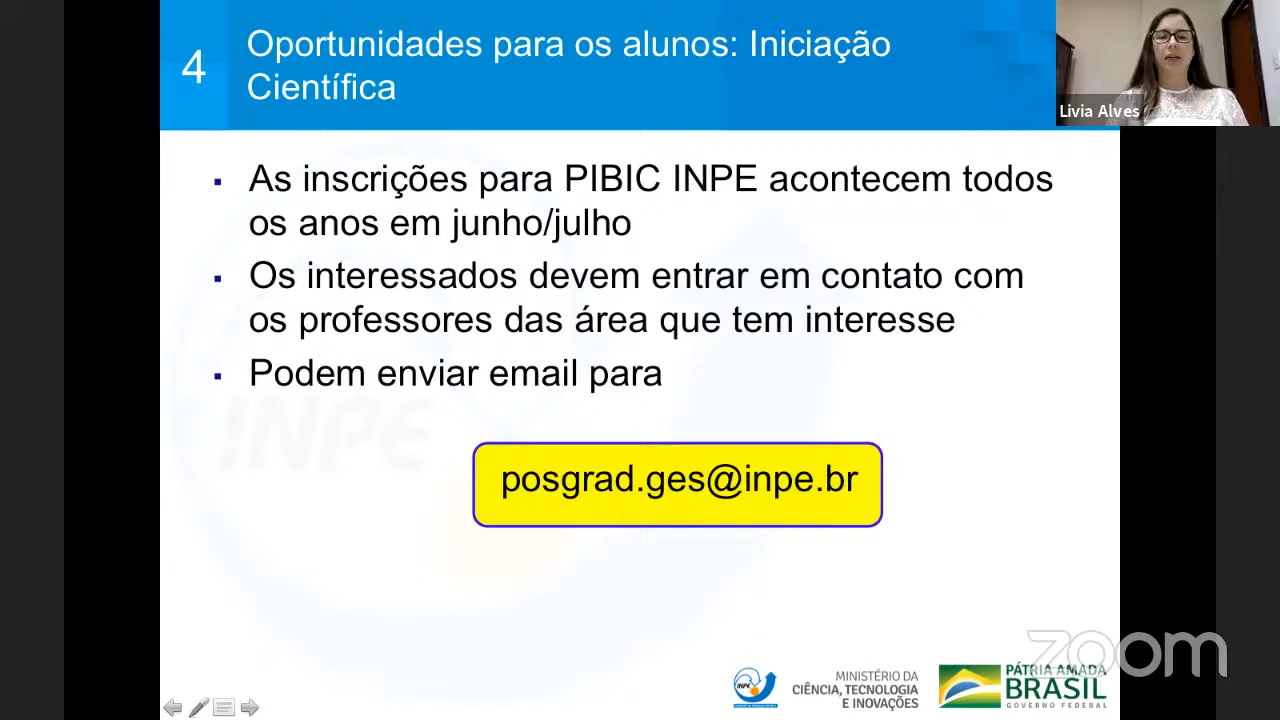 4
Oportunidades para os alunos: Iniciação
Científica
Livia Alves
▪ As inscrições para PIBIC INPE acontecem todos
os anos em junho/julho
▪ Os interessados devem entrar em contato com
os professores das área que tem interesse
▪ Podem enviar email para
INPE
posgrad.ges@inpe.br
zoom
INPE
MINISTÉRIO DA
CIÊNCIA, TECNOLOGIA
E INOVAÇÕES
PÁTRIA AMADA
BRASIL
GOVERNO FEDERAL